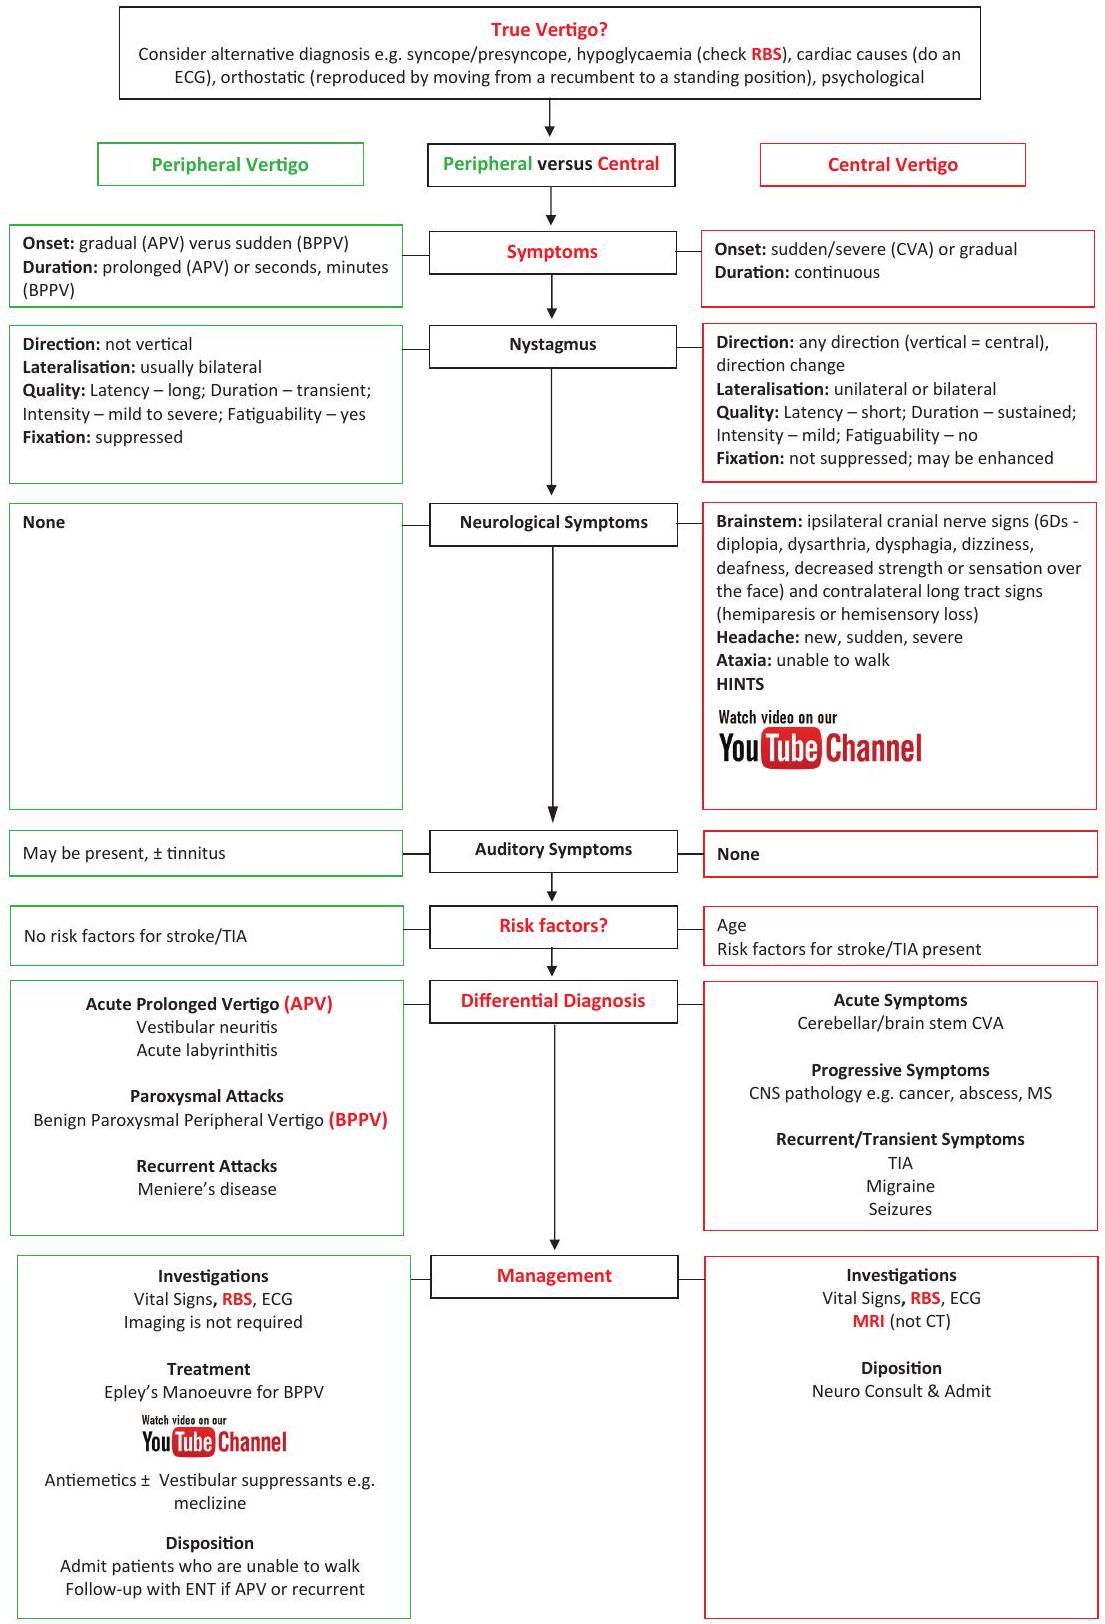 True Vertigo?
Consider alternative diagnosis e.g. syncope/presyncope, hypoglycaemia (check RBS), cardiac causes (do an
ECG), orthostatic (reproduced by moving from a recumbent to a standing position), psychological
Peripheral Vertigo
Peripheral versus Central
Central Vertigo
Onset: gradual (APV) verus sudden (BPPV)
Duration: prolonged (APV) or seconds, minutes
(BPPV)
Symptoms
Onset: sudden/severe (CVA) or gradual
Duration: continuous
Direction: not vertical
Lateralisation: usually bilateral
Quality: Latency – long; Duration – transient;
Intensity – mild to severe; Fatiguability – yes
Fixation: suppressed
Nystagmus
Direction: any direction (vertical = central),
direction change
Lateralisation: unilateral or bilateral
Quality: Latency – short; Duration – sustained;
Intensity – mild; Fatiguability – no
Fixation: not suppressed; may be enhanced
None
Neurological Symptoms
Brainstem: ipsilateral cranial nerve signs (6Ds -
diplopia, dysarthria, dysphagia, dizziness,
deafness, decreased strength or sensation over
the face) and contralateral long tract signs
(hemiparesis or hemisensory loss)
Headache: new, sudden, severe
Ataxia: unable to walk
HINTS
Watch video on our
YouTube Channel
May be present, ± tinnitus
Auditory Symptoms
None
No risk factors for stroke/TIA
Risk factors?
Age
Risk factors for stroke/TIA present
Acute Prolonged Vertigo (APV)
Vestibular neuritis
Acute labyrinthitis
Paroxysmal Attacks
Benign Paroxysmal Peripheral Vertigo (BPPV)
Recurrent Attacks
Meniere's disease
Differential Diagnosis
Acute Symptoms
Cerebellar/brain stem CVA
Progressive Symptoms
CNS pathology e.g. cancer, abscess, MS
Recurrent/Transient Symptoms
TIA
Migraine
Seizures
Investigations
Vital Signs, RBS, ECG
Imaging is not required
Treatment
Epley's Manoeuvre for BPPV
Watch video on our
YouTube Channel
Antiemetics ± Vestibular suppressants e.g.
meclizine
Disposition
Admit patients who are unable to walk
Follow-up with ENT if APV or recurrent
Management
Investigations
Vital Signs, RBS, ECG
MRI (not CT)
Diposition
Neuro Consult & Admit